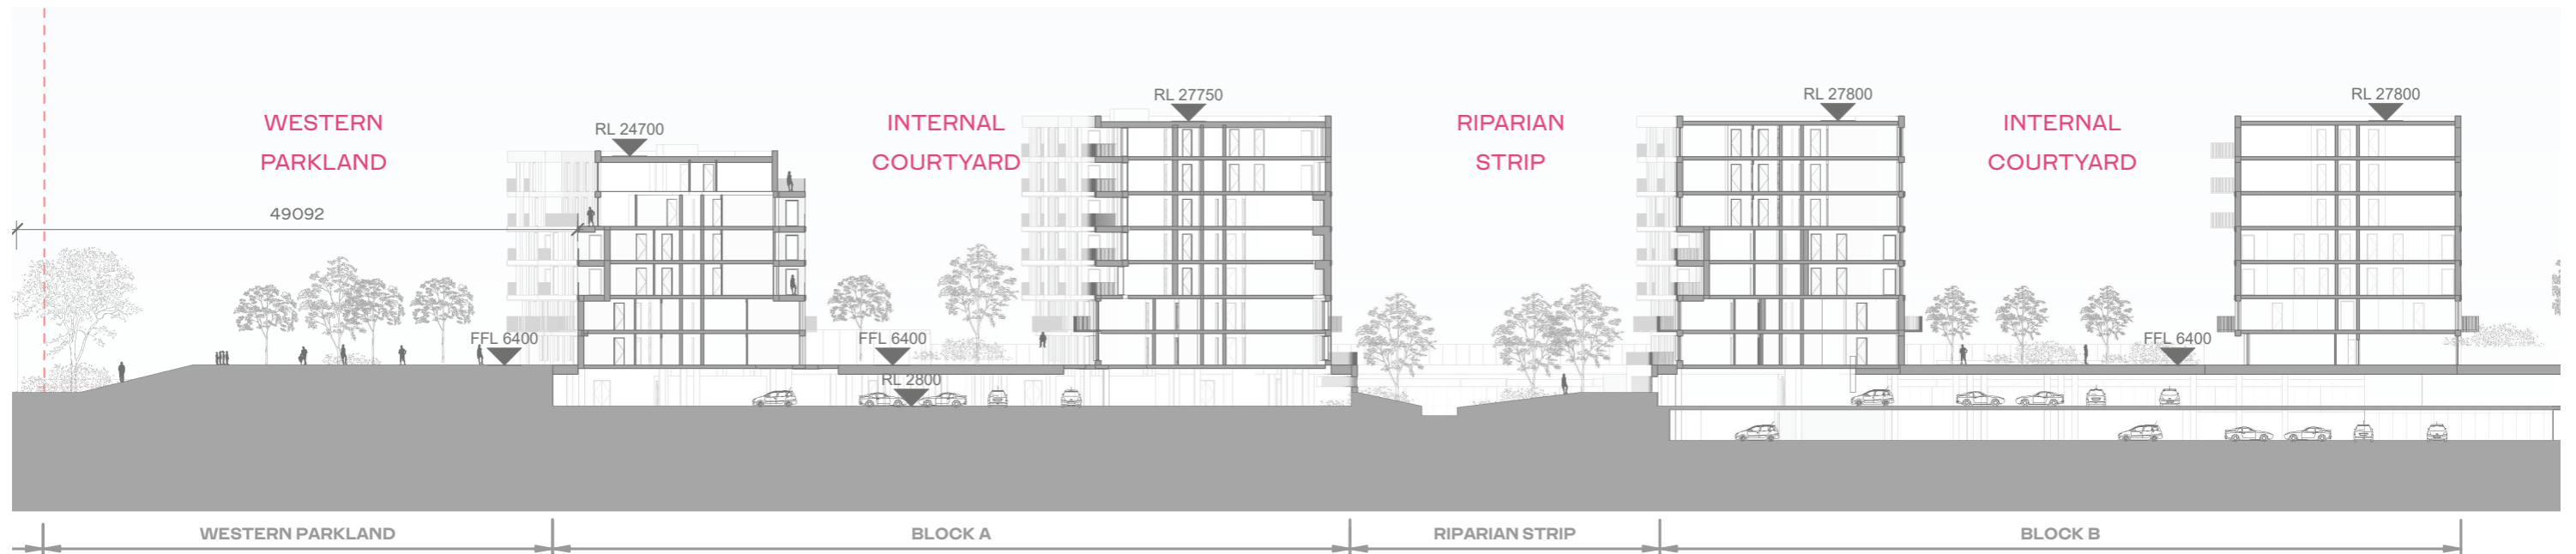 RL 27750
RL 27800
RL 27800
WESTERN
PARKLAND
RL 24700
INTERNAL
COURTYARD
RIPARIAN
STRIP
INTERNAL
COURTYARD
49092
FFL 6400
FFL 6400
FFL 6400
RL 2800
WESTERN PARKLAND
BLOCK A
RIPARIAN STRIP
BLOCK B